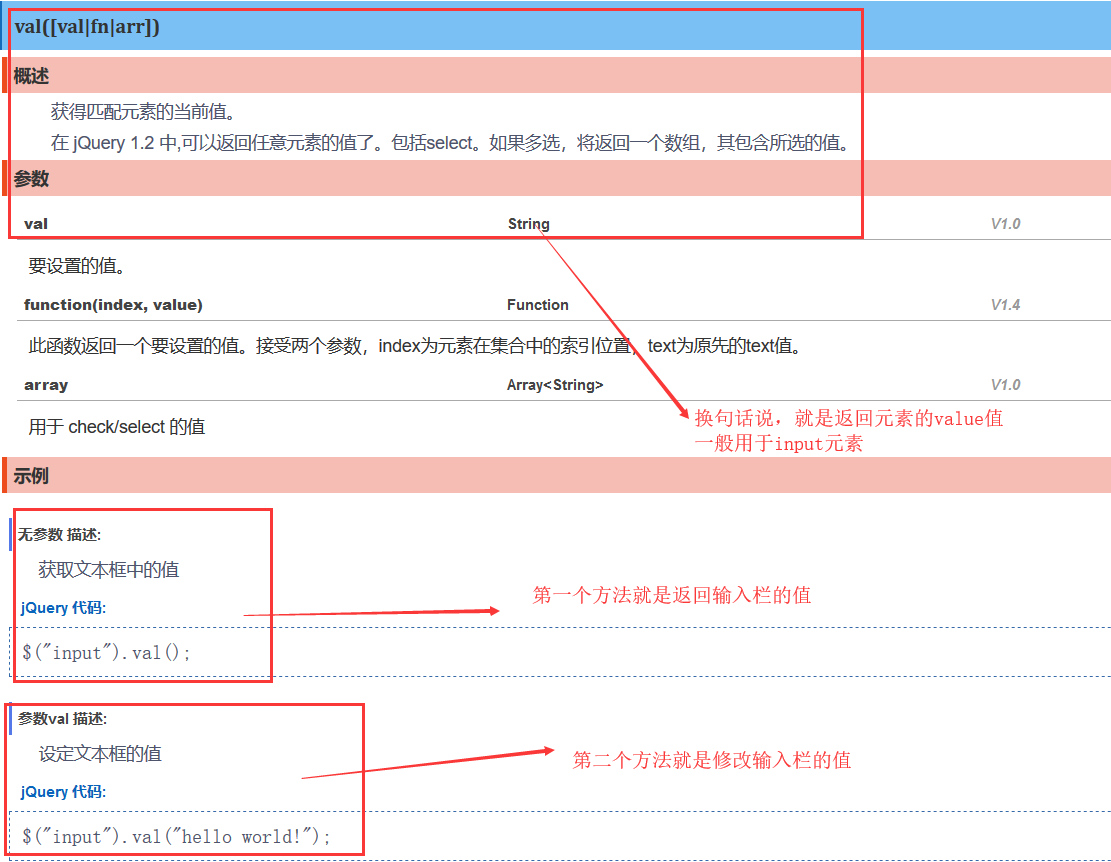 val([val|fn|arr])
概述
获得匹配元素的当前值。
在 jQuery 1.2 中,可以返回任意元素的值了。包括select。如果多选，将返回一个数组，其包含所选的值。
参数
val String V1.0
要设置的值。
function(index, value) Function V1.4
此函数返回一个要设置的值。接受两个参数，index为元素在集合中的索引位置，text为原先的text值。
array Array<String> V1.0
用于 check/select 的值
换句话说，就是返回元素的value值
一般用于input元素
示例
无参数 描述:
获取文本框中的值
jQuery 代码:
第一个方法就是返回输入栏的值
$("input").val();
参数val 描述:
设定文本框的值
第二个方法就是修改输入栏的值
jQuery 代码:
$("input").val("hello world!");